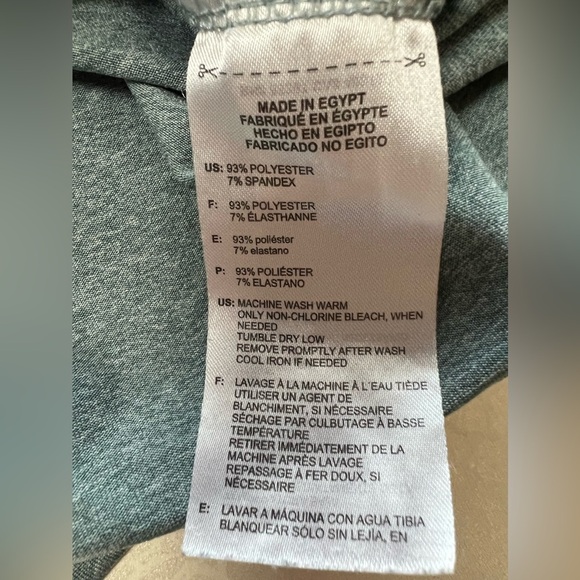 MADE IN EGYPT
FABRIQUÉ EN ÉGYPTE
HECHO EN EGIPTO
FABRICADO NO EGITO
US: 93% POLYESTER
7% SPANDEX
F: 93% POLYESTER
7% ÉLASTHANNE
E: 93% poliéster
7% elastano
P: 93% POLIÉSTER
7% ELASTANO
US: MACHINE WASH WARM
ONLY NON-CHLORINE BLEACH, WHEN
NEEDED
TUMBLE DRY LOW
REMOVE PROMPTLY AFTER WASH
COOL IRON IF NEEDED
F: LAVAGE À LA MACHINE À L'EAU TIÈDE
UTILISER UN AGENT DE
BLANCHIMENT, SI NÉCESSAIRE
SÉCHAGE PAR CULBUTAGE À BASSE
TEMPÉRATURE
RETIRER IMMÉDIATEMENT DE LA
MACHINE APRÈS LAVAGE
REPASSAGE À FER DOUX, SI
NÉCESSAIRE
E: LAVAR A MÁQUINA CON AGUA TIBIA
BLANQUEAR SÓLO SIN LEJÍA, EN